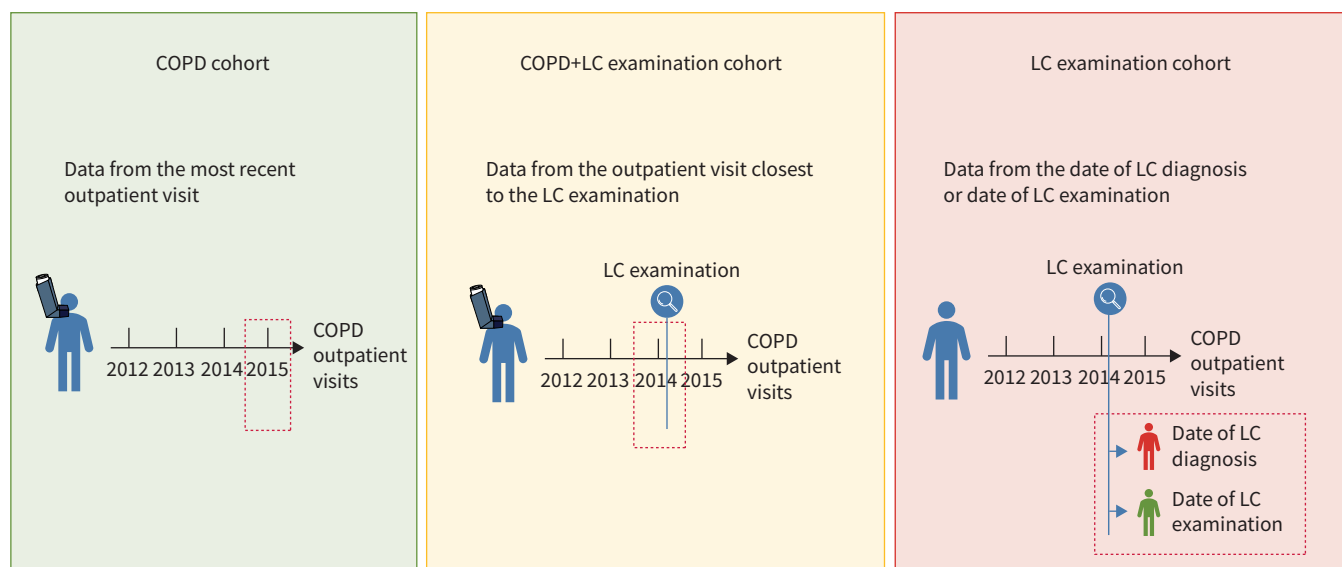 COPD cohort
Data from the most recent
outpatient visit
2012 2013 2014 2015
COPD
outpatient
visits
COPD+LC examination cohort
Data from the outpatient visit closest
to the LC examination
LC examination
2012 2013 2014 2015
COPD
outpatient
visits
LC examination cohort
Data from the date of LC diagnosis
or date of LC examination
LC examination
2012 2013 2014 2015
COPD
outpatient
visits
Date of LC
diagnosis
Date of LC
examination